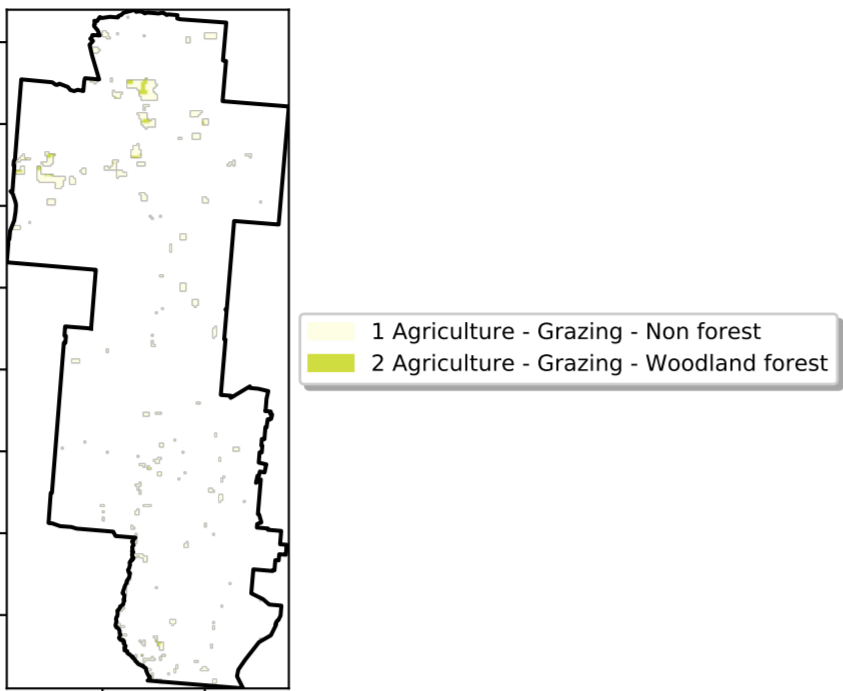 1 Agriculture - Grazing - Non forest
2 Agriculture - Grazing - Woodland forest